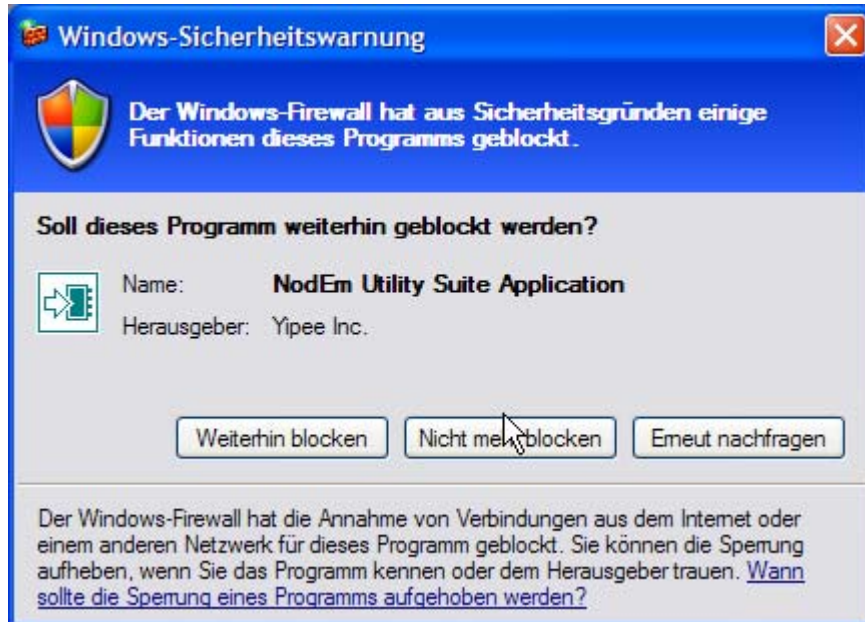 Windows-Sicherheitswarnung
Der Windows-Firewall hat aus Sicherheitsgründen einige
Funktionen dieses Programms geblockt.
Soll dieses Programm weiterhin geblockt werden?
Name: NodEm Utility Suite Application
Herausgeber: Yipee Inc.
Weiterhin blocken Nicht mehr blocken Erneut nachfragen
Der Windows-Firewall hat die Annahme von Verbindungen aus dem Internet oder
einem anderen Netzwerk für dieses Programm geblockt. Sie können die Sperrung
aufheben, wenn Sie das Programm kennen oder dem Herausgeber trauen. Wann
sollte die Sperrung eines Programms aufgehoben werden?